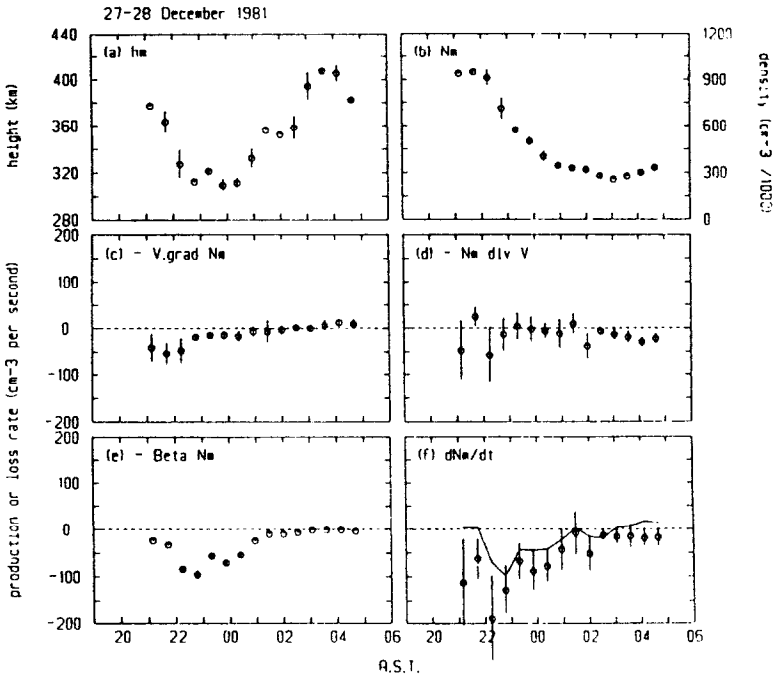 27-28 December 1981
440
400
360
320
280
height (km)
(a) hm
(b) Nm
1200
900
600
300
0
density (cm-3 /1000)
200
100
0
-100
-200
(c) - V.grad Nm
(d) - Nm div V
production or loss rate (cm-3 per second)
200
100
0
-100
-200
(e) - Beta Nm
(f) dNm/dt
20 22 00 02 04 06
20 22 00 02 04 06
A.S.T.